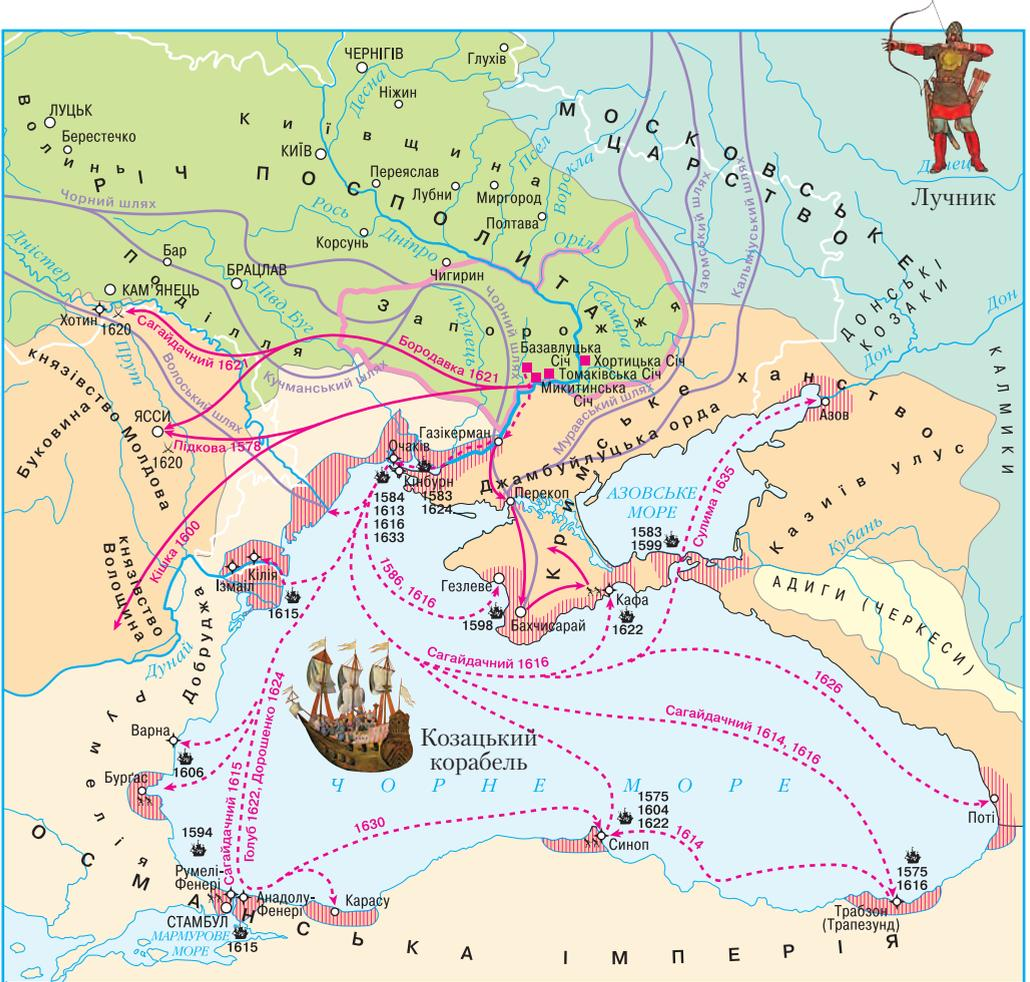 ЧЕРНІГІВ
Глухів
Десна
Ніжин
ЛУЦЬК
Берестечко
Волинь
Київщина
КИЇВ
РІЧ ПОСПОЛИТА
Переяслав
Лубни
Миргород
Полтава
Псел
Ворскла
МОСКОВСЬКЕ
ЦАРСТВО
Донець
Лучник
Чорний шлях
Рось
Корсунь
Дніпро
Оріль
Чигирин
Ізюмський шлях
Кальміуський шлях
Дністер
Бар
БРАЦЛАВ
КАМ ЯНЕЦЬ
Поділля
Півд. Буг
Інгулець
Чорний шлях
Самара
Запорожжя
ДОНСЬКІ
КОЗАКИ
Дон
Дон
КАЛМИКИ
Хотин
1620
Сагайдачний 1621
Бородавка 1621
Базавлуцька
Січ
Хортицька Січ
Томаківська Січ
Микитинська
Січ
князівство Молдова
Буковина
Прут
Волоський шлях
Кучманський шлях
Муравський шлях
ЯССИ
1620
Підкова 1578
Кримське ханство
Джамбуйлуцька орда
Азов
Казиїв улус
Газікерман
Очаків
Кінбурн
1583
1624
1584
1613
1616
1633
Перекоп
АЗОВСЬКЕ
МОРЕ
Сулима 1635
1583
1599
Кубань
АДИГИ (ЧЕРКЕСИ)
Кішка 1600
князівство
Волощина
Ізмаїл
Кілія
1615
1586, 1616
Гезлеве
1598
Бахчисарай
Кафа
1622
Дунай
Добруджа
Румелія
Сагайдачний 1616
1626
Сагайдачний 1614, 1616
Козацький
корабель
Варна
1606
Бурґас
Сагайдачний 1615
Голуб 1622, Дорошенко 1624
ЧОРНЕ МОРЕ
1594
1630
1575
1604
1622
Синоп
1614
Поті
1575
1616
Трабзон
(Трапезунд)
Румелі-
Фенері
Анадолу-
Фенері
Карасу
СТАМБУЛ
МАРМУРОВЕ
МОРЕ
1615
ОСМАНСЬКА ІМПЕРІЯ